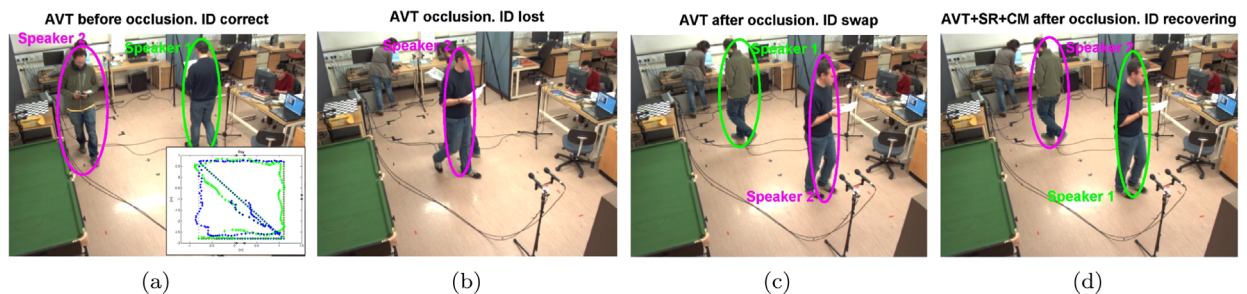 AVT before occlusion. ID correct
AVT occlusion. ID lost
AVT after occlusion. ID swap
AVT+SR+CM after occlusion. ID recovering
Speaker 2
Speaker 1
Speaker 2
Speaker 1
Speaker 2
Speaker 2
Speaker 1
(a)
(b)
(c)
(d)